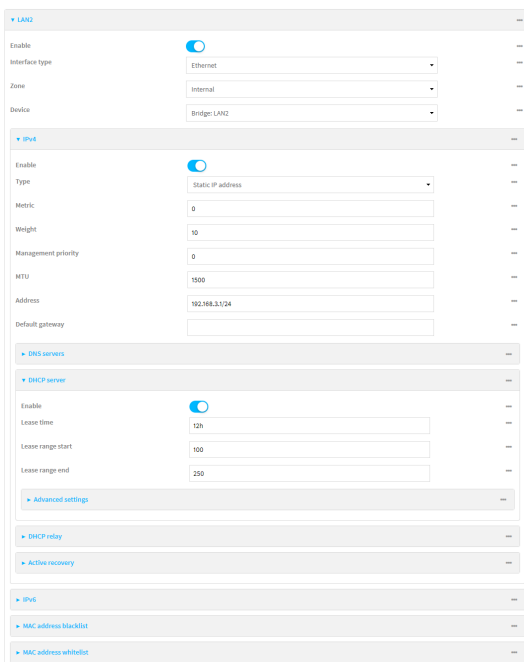 LAN2
Enable
Interface type
Ethernet
Zone
Internal
Device
Bridge: LAN2
IPv4
Enable
Type
Static IP address
Metric
0
Weight
10
Management priority
0
MTU
1500
Address
192.168.3.1/24
Default gateway
DNS servers
DHCP server
Enable
Lease time
12h
Lease range start
100
Lease range end
250
Advanced settings
DHCP relay
Active recovery
IPv6
MAC address blacklist
MAC address whitelist